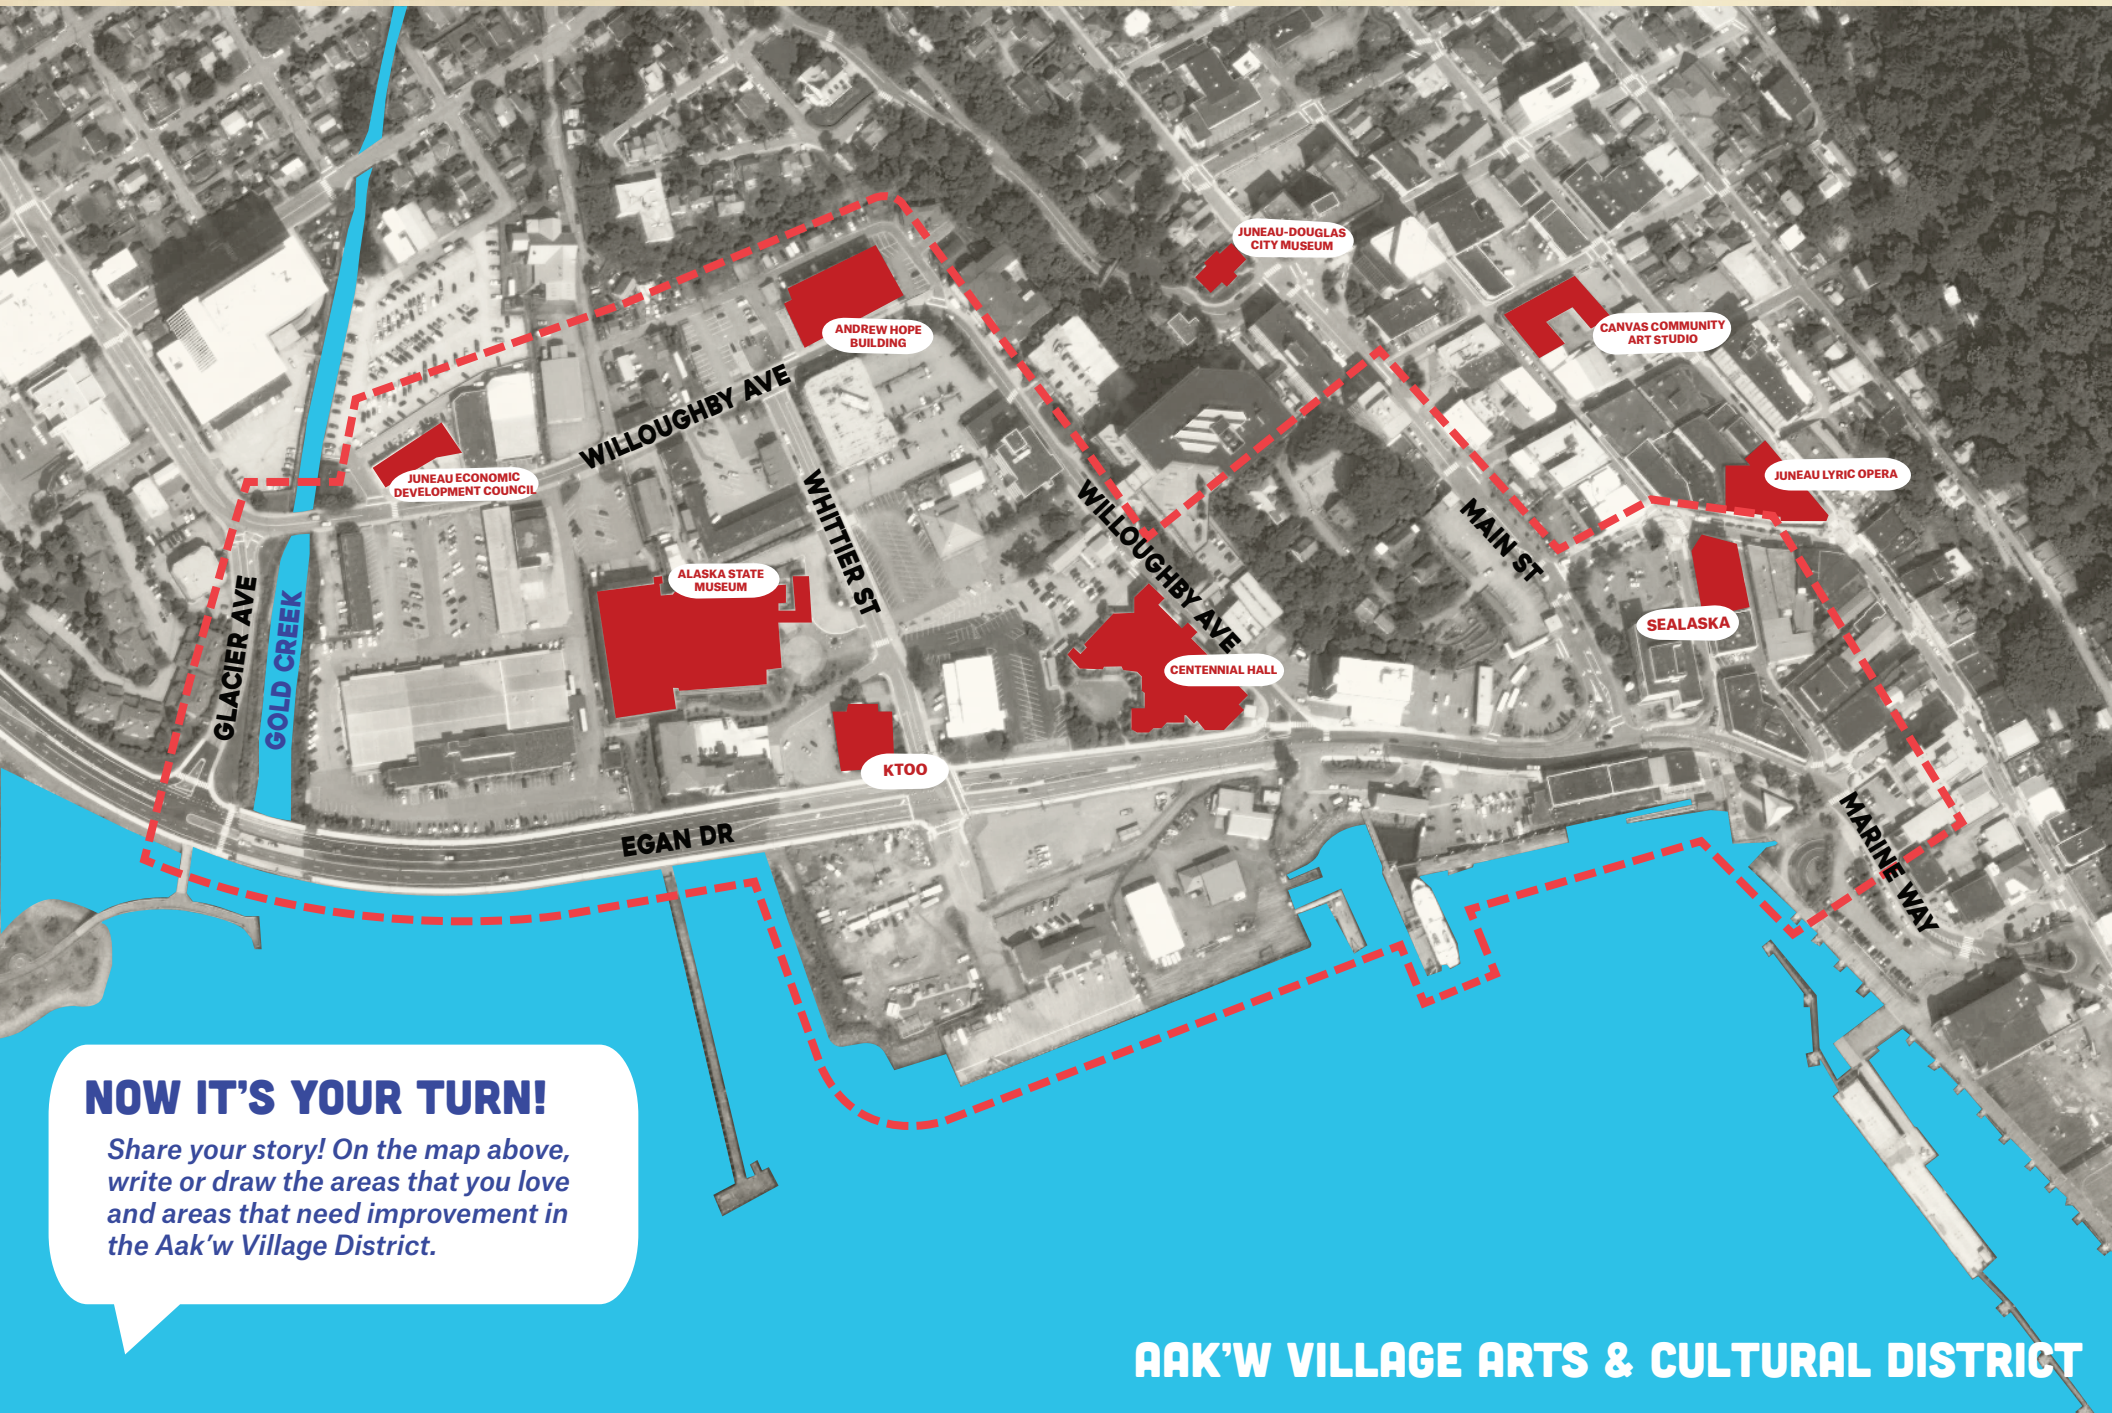 JUNEAU-DOUGLAS
CITY MUSEUM
ANDREW HOPE
BUILDING
CANVAS COMMUNITY
ART STUDIO
WILLOUGHBY AVE
JUNEAU ECONOMIC
DEVELOPMENT COUNCIL
JUNEAU LYRIC OPERA
WHITTIER ST
WILLOUGHBY AVE
MAIN ST
ALASKA STATE
MUSEUM
GLACIER AVE
GOLD CREEK
SEALASKA
CENTENNIAL HALL
KTOO
EGAN DR
MARINE WAY
NOW IT'S YOUR TURN!
Share your story! On the map above,
write or draw the areas that you love
and areas that need improvement in
the Aak'w Village District.
AAK'W VILLAGE ARTS & CULTURAL DISTRICT